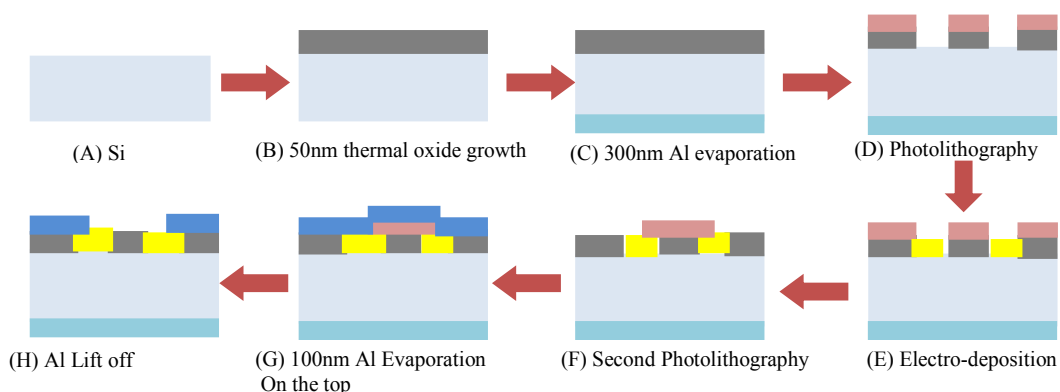 (A) Si
(B) 50nm thermal oxide growth
(C) 300nm Al evaporation
(D) Photolithography
(H) Al Lift off
(G) 100nm Al Evaporation
On the top
(F) Second Photolithography
(E) Electro-deposition